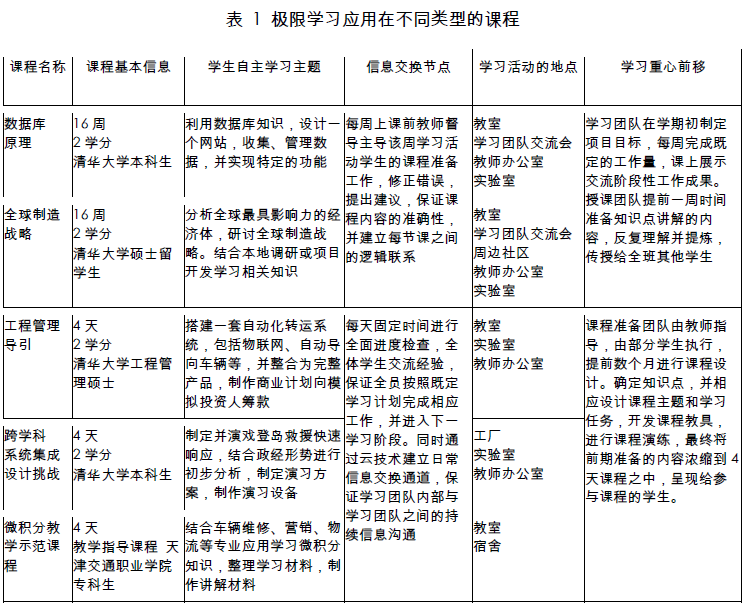 表 1 极限学习应用在不同类型的课程
课程名称
课程基本信息
学生自主学习主题
信息交换节点
学习活动的地点
学习重心前移
数据库
原理
16 周
2 学分
清华大学本科生
利用数据库知识，设计一
个网站，收集、管理数
据，并实现特定的功能
每周上课前教师督
导主导该周学习活
动学生的课程准备
工作，修正错误，
提出建议，保证课
程内容的准确性，
并建立每节课之间
的逻辑联系
教室
学习团队交流会
教师办公室
实验室
学习团队在学期初制定
项目目标，每周完成既
定的工作量，课上展示
交流阶段性工作成果。
授课团队提前一周时间
准备知识点讲解的内
容，反复理解并提炼，
传授给全班其他学生
全球制造
战略
16 周
2 学分
清华大学硕士留
学生
分析全球最具影响力的经
济体，研讨全球制造战
略。结合本地调研或项目
开发学习相关知识
教室
学习团队交流会
周边社区
教师办公室
实验室
工程管理
导引
4 天
2 学分
清华大学工程管
理硕士
搭建一套自动化转运系
统，包括物联网、自动导
向车辆等，并整合为完整
产品，制作商业计划向模
拟投资人筹款
每天固定时间进行
全面进度检查，全
体学生交流经验，
保证全员按照既定
学习计划完成相应
工作，并进入下一
学习阶段。同时通
过云技术建立日常
信息交换通道，保
证学习团队内部与
学习团队之间的持
续信息沟通
教室
实验室
教师办公室
课程准备团队由教师指
导，由部分学生执行，
提前数个月进行课程设
计。确定知识点，并相
应设计课程主题和学习
任务，开发课程教具，
进行课程演练，最终将
前期准备的内容浓缩到 4
天课程之中，呈现给参
与课程的学生。
跨学科
系统集成
设计挑战
4 天
2 学分
清华大学本科生
制定并演戏登岛救援快速
响应，结合政经形势进行
初步分析，制定演习方
案，制作演习设备
工厂
实验室
教师办公室
微积分教
学示范课
程
4 天
教学指导课程 天
津交通职业学院
专科生
结合车辆维修、营销、物
流等专业应用学习微积分
知识，整理学习材料，制
作讲解材料
教室
宿舍